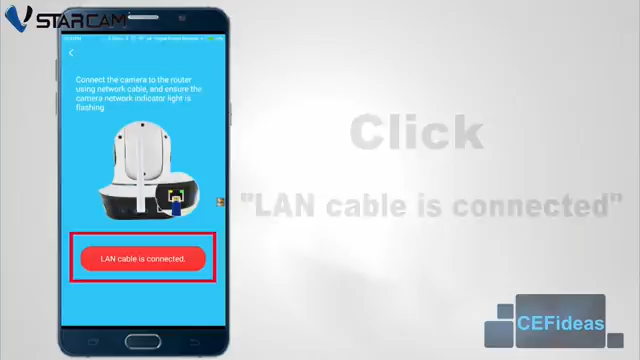 VSTARCAM
Connect the camera to the router
using network cable, and ensure the
camera network indicator light is
flashing.
LAN cable is connected.
Click
"LAN cable is connected"
CEFideas